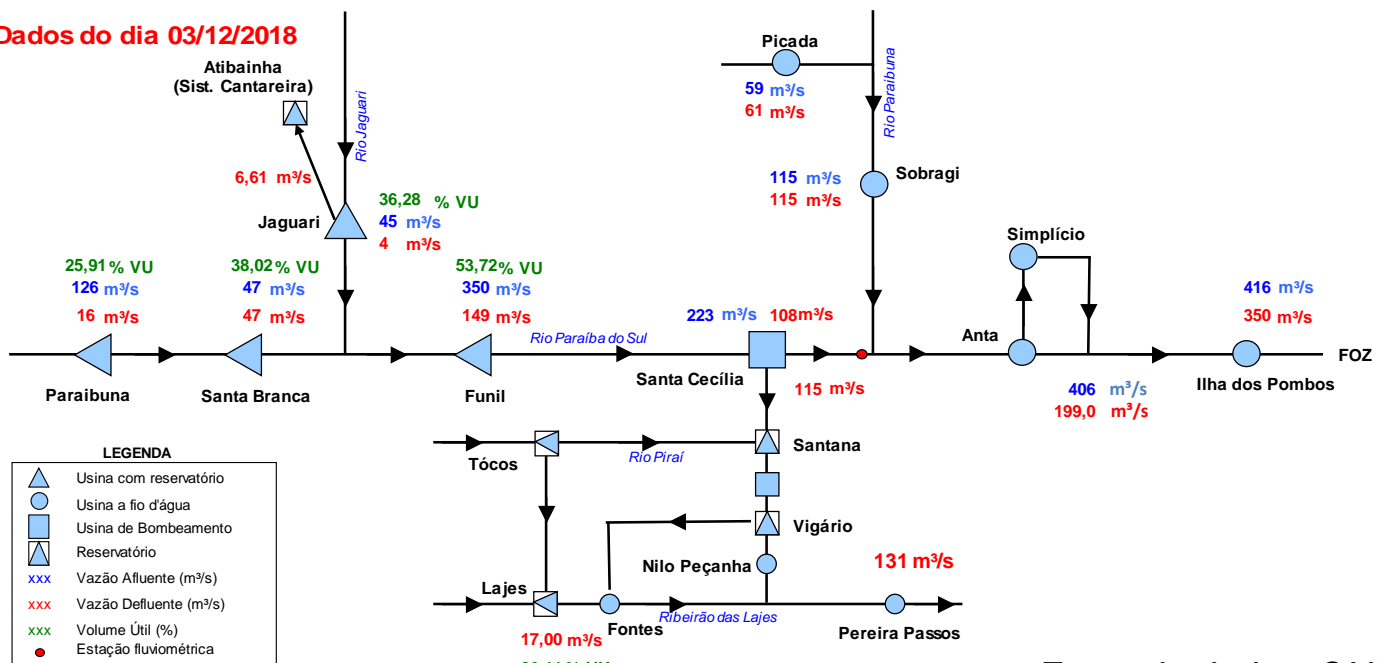 Dados do dia 03/12/2018
Atibainha
(Sist. Cantareira)
Rio Jaguari
6,61 m³/s
Jaguari
36,28 % VU
45 m³/s
4 m³/s
Picada
59 m³/s
61 m³/s
Rio Paraibuna
115 m³/s
115 m³/s
Sobragi
25,91 % VU
126 m³/s
16 m³/s
Paraibuna
38,02 % VU
47 m³/s
47 m³/s
Santa Branca
53,72 % VU
350 m³/s
149 m³/s
Funil
Rio Paraíba do Sul
223 m³/s 108 m³/s
Santa Cecília
115 m³/s
Simplício
Anta
406 m³/s
199,0 m³/s
416 m³/s
350 m³/s
Ilha dos Pombos
FOZ
Tócos
Rio Piraí
Santana
Vigário
Nilo Peçanha
131 m³/s
Lajes
17,00 m³/s
Fontes
Ribeirão das Lajes
Pereira Passos
LEGENDA
Usina com reservatório
Usina a fio d'água
Usina de Bombeamento
Reservatório
xxx Vazão Afluente (m³/s)
xxx Vazão Defluente (m³/s)
xxx Volume Útil (%)
Estação fluviométrica